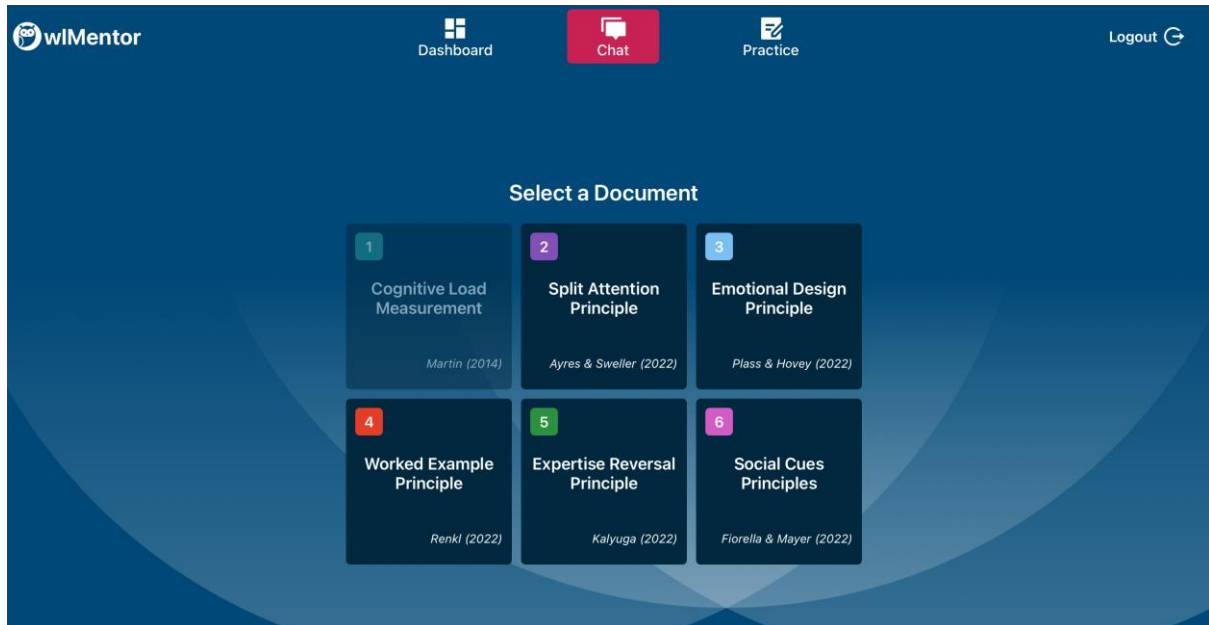 OwlMentor
Dashboard
Chat
Practice
Logout
Select a Document
1
Cognitive Load
Measurement
Martin (2014)
2
Split Attention
Principle
Ayres & Sweller (2022)
3
Emotional Design
Principle
Plass & Hovey (2022)
4
Worked Example
Principle
Renkl (2022)
5
Expertise Reversal
Principle
Kalyuga (2022)
6
Social Cues
Principles
Fiorella & Mayer (2022)